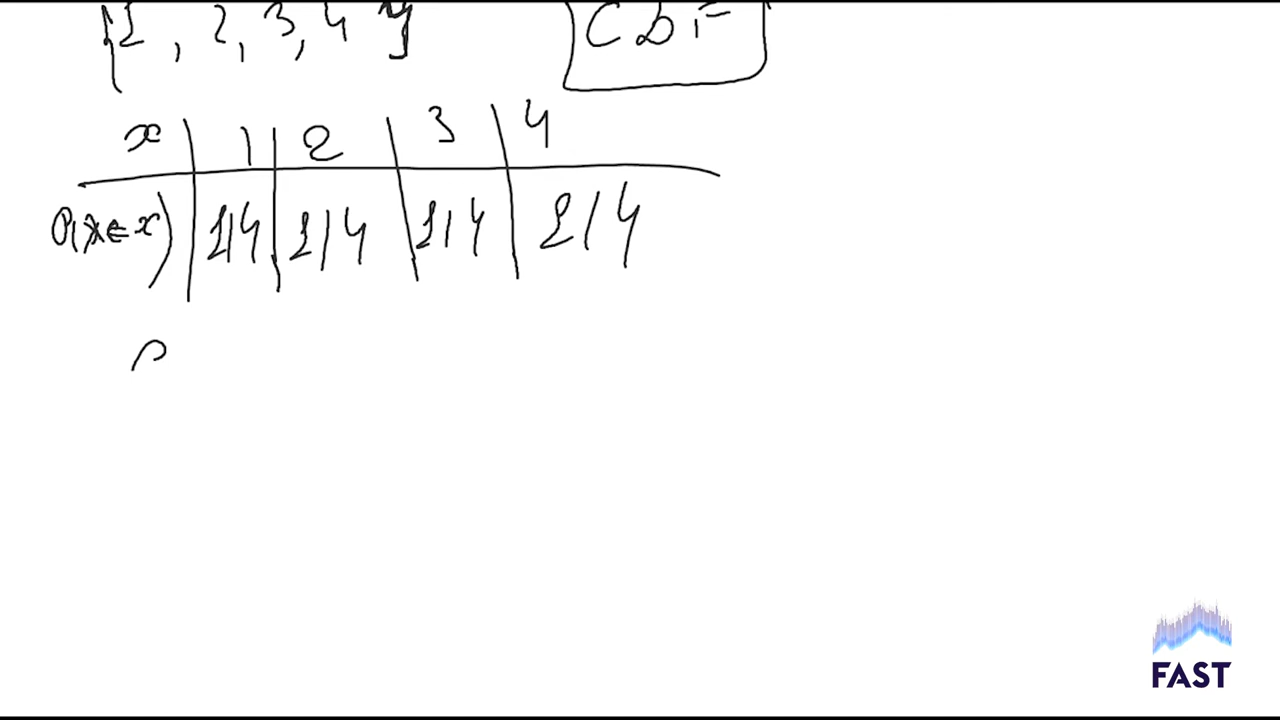 {1, 2, 3, 4}
CDF
x | 1 | 2 | 3 | 4
P(X=x) | 1/4 | 1/4 | 1/4 | 1/4
FAST